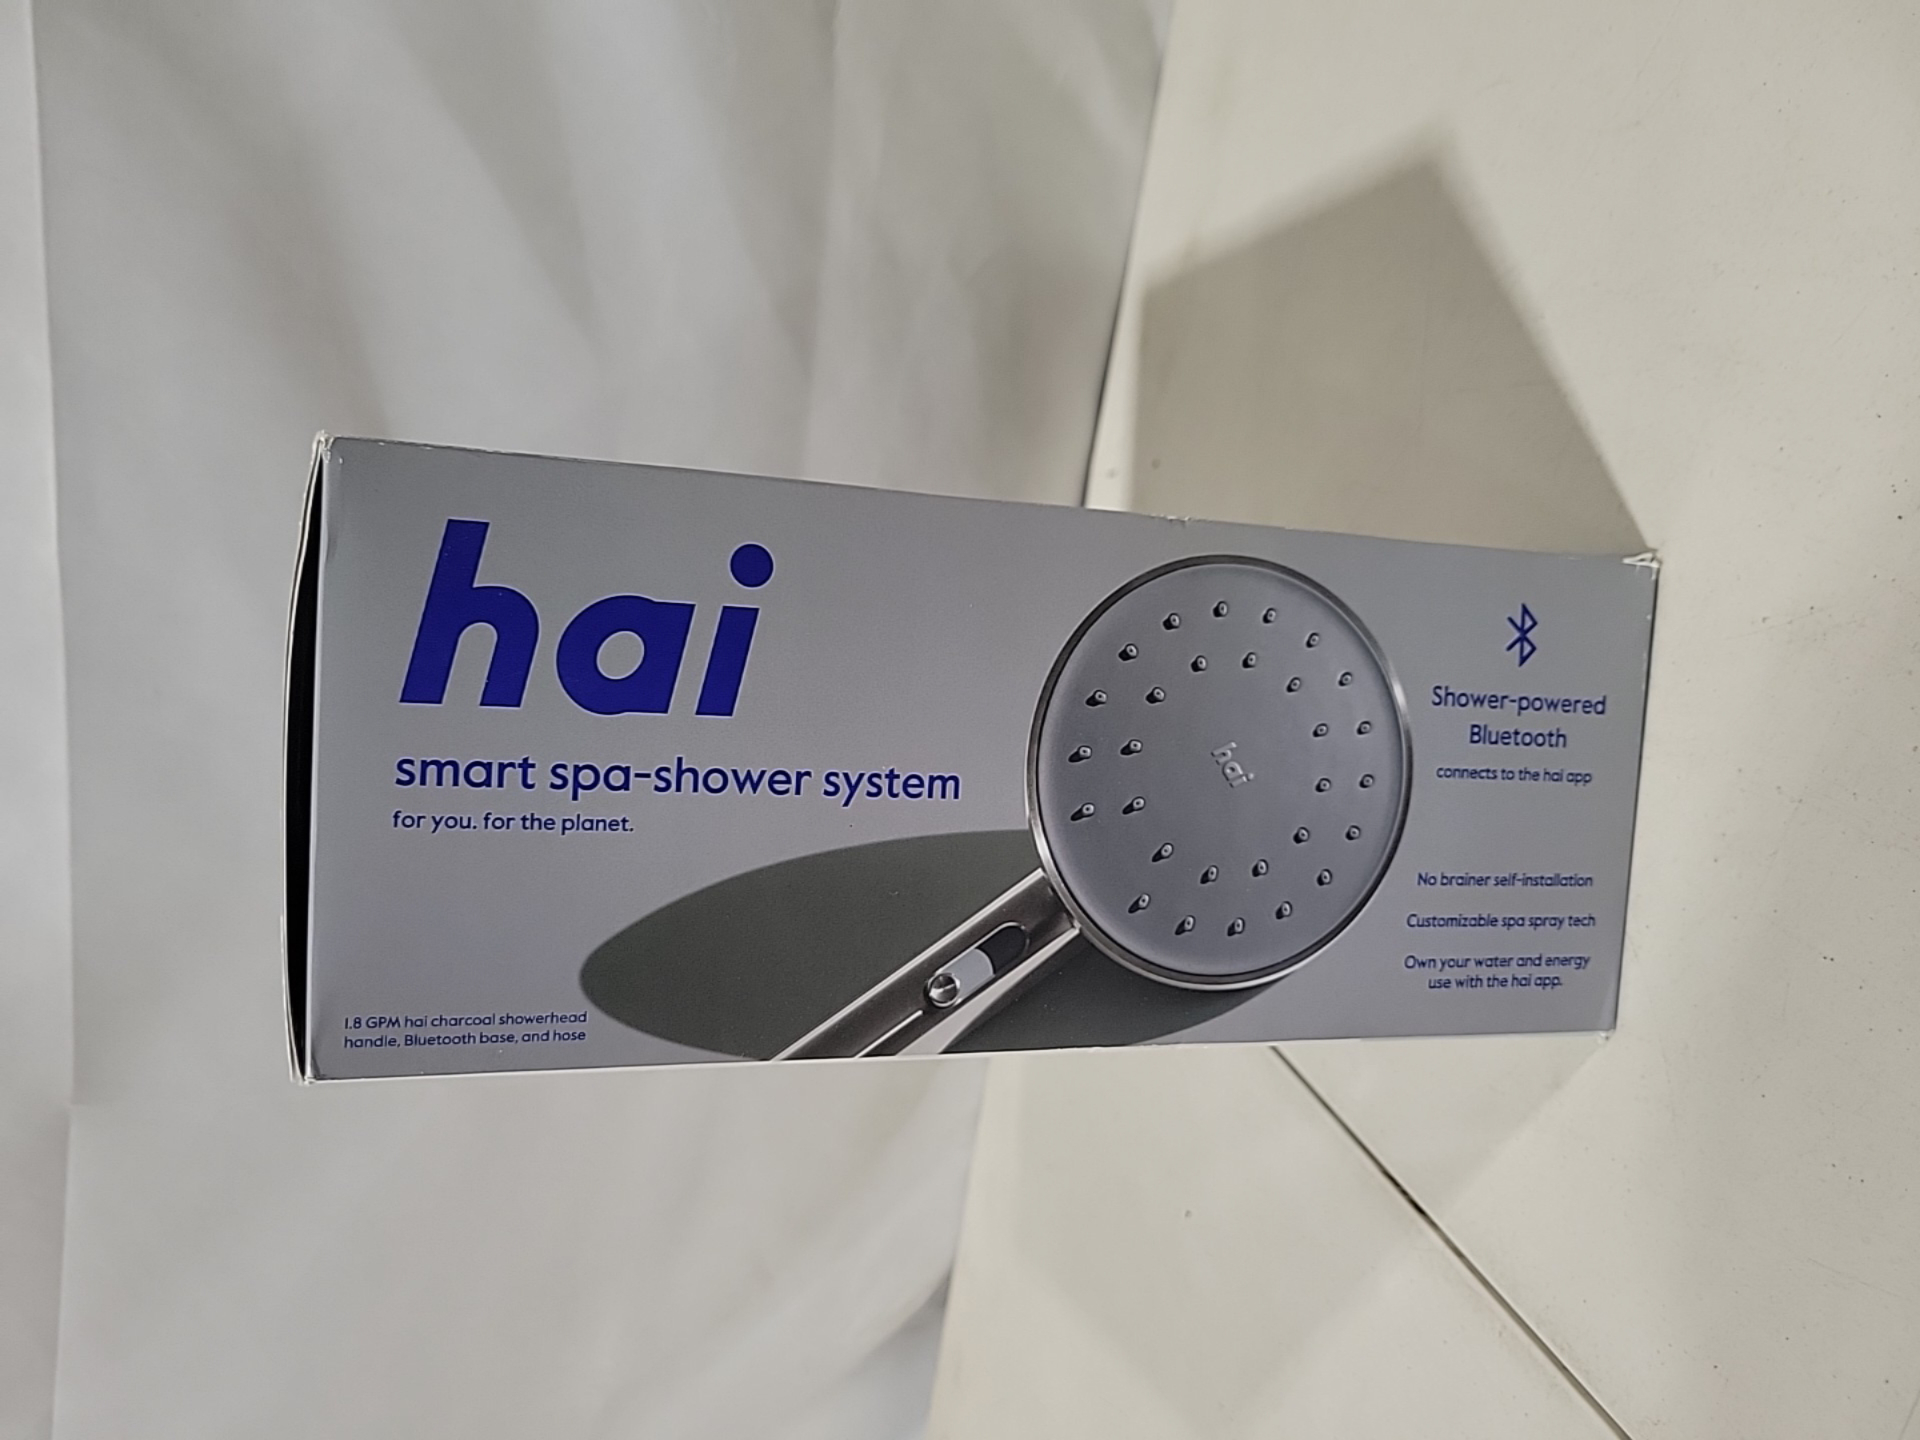 hai
smart spa-shower system
for you. for the planet.
1.8 GPM hai charcoal showerhead
handle, Bluetooth base, and hose
hai
Shower-powered
Bluetooth
connects to the hai app
No brainer self-installation
Customizable spa spray tech
Own your water and energy
use with the hai app.